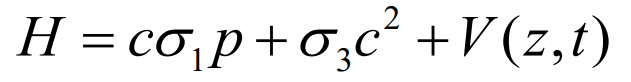 H = cσ₁p + σ₃c² + V(z,t)